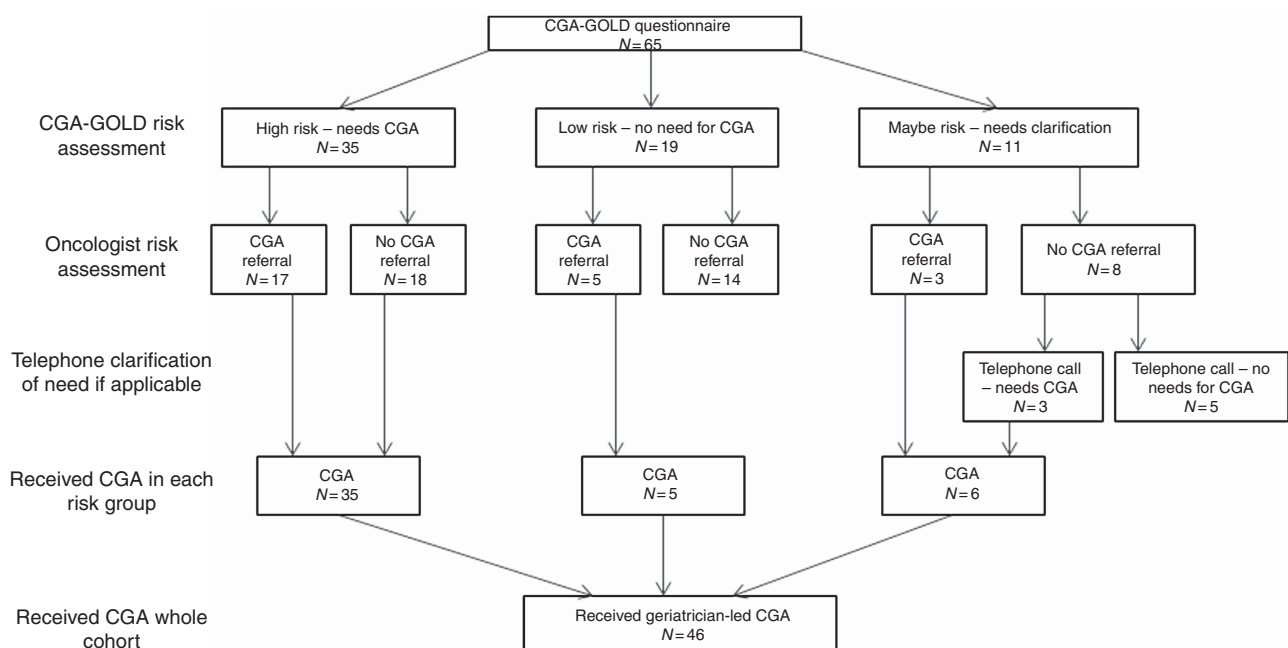 CGA-GOLD questionnaire
N=65
CGA-GOLD risk
assessment
High risk – needs CGA
N=35
Low risk – no need for CGA
N=19
Maybe risk – needs clarification
N=11
Oncologist risk
assessment
CGA
referral
N=17
No CGA
referral
N=18
CGA
referral
N=5
No CGA
referral
N=14
CGA
referral
N=3
No CGA referral
N=8
Telephone clarification
of need if applicable
Telephone call
– needs CGA
N=3
Telephone call – no
needs for CGA
N=5
Received CGA in each
risk group
CGA
N=35
CGA
N=5
CGA
N=6
Received CGA whole
cohort
Received geriatrician-led CGA
N=46